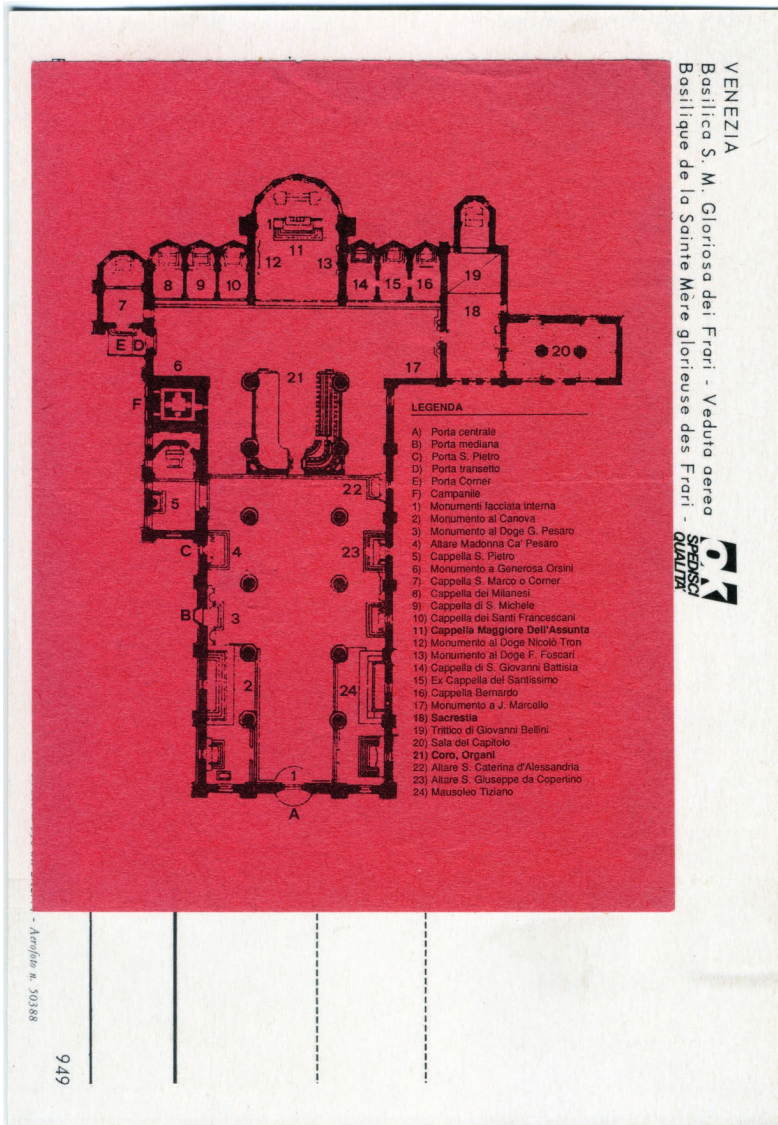 VENEZIA
Basilica S. M. Gloriosa dei Frari - Veduta aerea
Basilique de la Sainte Mère glorieuse des Frari -
OK
SPEDISCI
QUALITÀ
1
11
12
13
8
9
10
14
15
16
19
18
7
E D
20
6
21
17
F
5
22
C
4
23
B
3
2
24
1
A
LEGENDA
A) Porta centrale
B) Porta mediana
C) Porta S. Pietro
D) Porta transetto
E) Porta Corner
F) Campanile
1) Monumenti facciata interna
2) Monumento al Canova
3) Monumento al Doge G. Pesaro
4) Altare Madonna Ca' Pesaro
5) Cappella S. Pietro
6) Monumento a Generosa Orsini
7) Cappella S. Marco o Corner
8) Cappella dei Milanesi
9) Cappella di S. Michele
10) Cappella dei Santi Francescani
11) Cappella Maggiore Dell'Assunta
12) Monumento al Doge Nicolò Tron
13) Monumento al Doge F. Foscari
14) Cappella di S. Giovanni Battista
15) Ex Cappella del Santissimo
16) Cappella Bernardo
17) Monumento a J. Marcello
18) Sacrestia
19) Trittico di Giovanni Bellini
20) Sala del Capitolo
21) Coro, Organi
22) Altare S. Caterina d'Alessandria
23) Altare S. Giuseppe da Copertino
24) Mausoleo Tiziano
- Aerofoto n. 50388
949